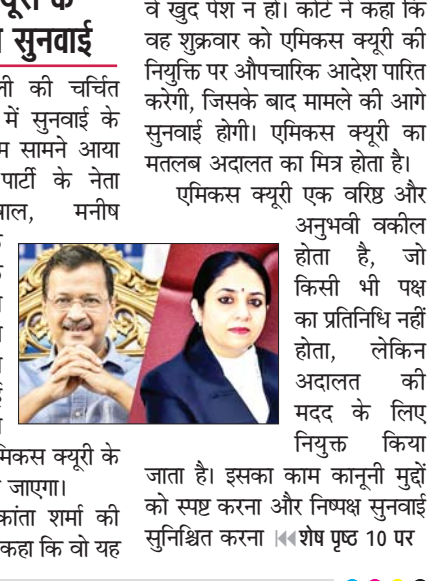 यूरी के
सुनवाई
की चर्चित
में सुनवाई के
सामने आया
पार्टी के नेता
मनीष
क्यूरी के
जाएगा।
शर्मा की
कहा कि वो यह
वे खुद पेश न हों। कोर्ट ने कहा कि
वह शुक्रवार को एमिकस क्यूरी की
नियुक्ति पर औपचारिक आदेश पारित
करेगी, जिसके बाद मामले की आगे
सुनवाई होगी। एमिकस क्यूरी का
मतलब अदालत का मित्र होता है।
एमिकस क्यूरी एक वरिष्ठ और
अनुभवी वकील
होता है, जो
किसी भी पक्ष
का प्रतिनिधि नहीं
होता, लेकिन
अदालत की
मदद के लिए
नियुक्त किया
जाता है। इसका काम कानूनी मुद्दों
को स्पष्ट करना और निष्पक्ष सुनवाई
सुनिश्चित करना शेष पृष्ठ 10 पर